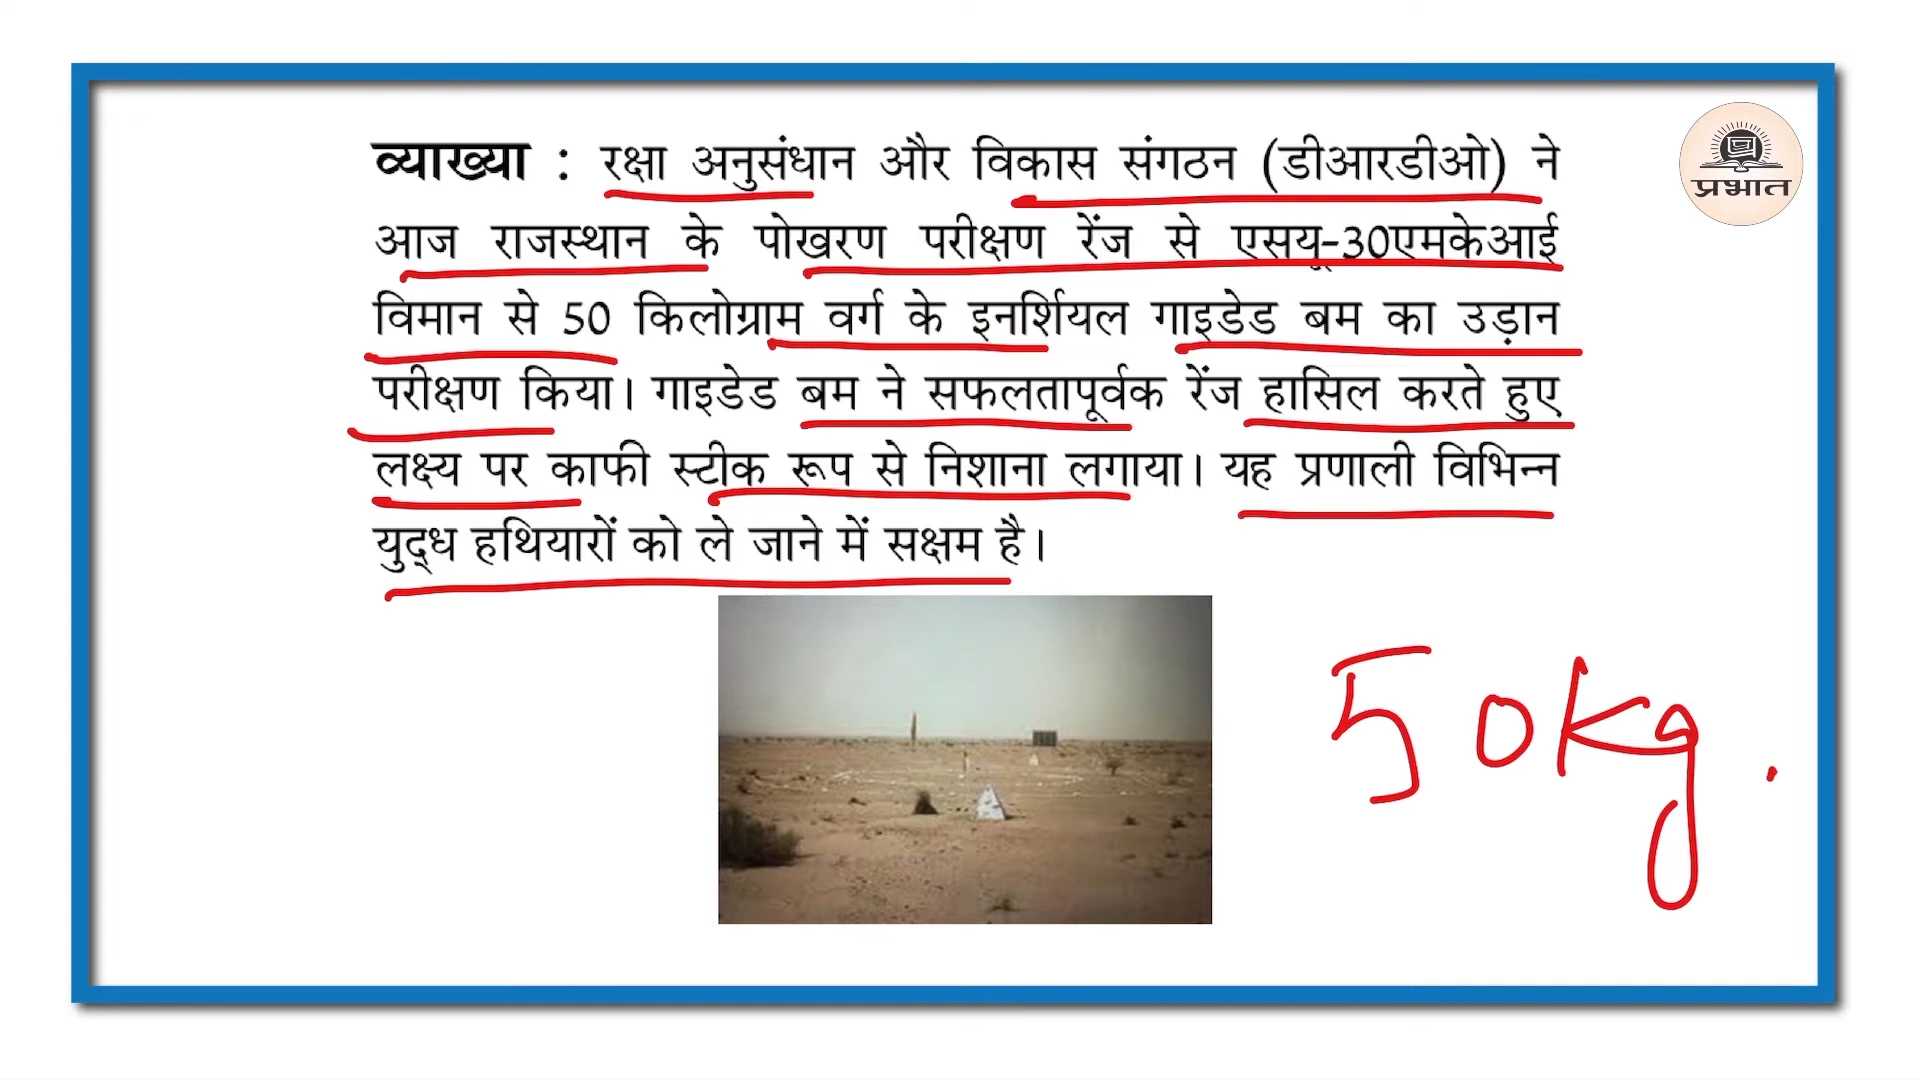 व्याख्या : रक्षा अनुसंधान और विकास संगठन (डीआरडीओ) ने
आज राजस्थान के पोखरण परीक्षण रेंज से एसयू-30एमकेआई
विमान से 50 किलोग्राम वर्ग के इनर्शियल गाइडेड बम का उड़ान
परीक्षण किया। गाइडेड बम ने सफलतापूर्वक रेंज हासिल करते हुए
लक्ष्य पर काफी स्टीक रूप से निशाना लगाया। यह प्रणाली विभिन्न
युद्ध हथियारों को ले जाने में सक्षम है।
प्रभात
50kg.